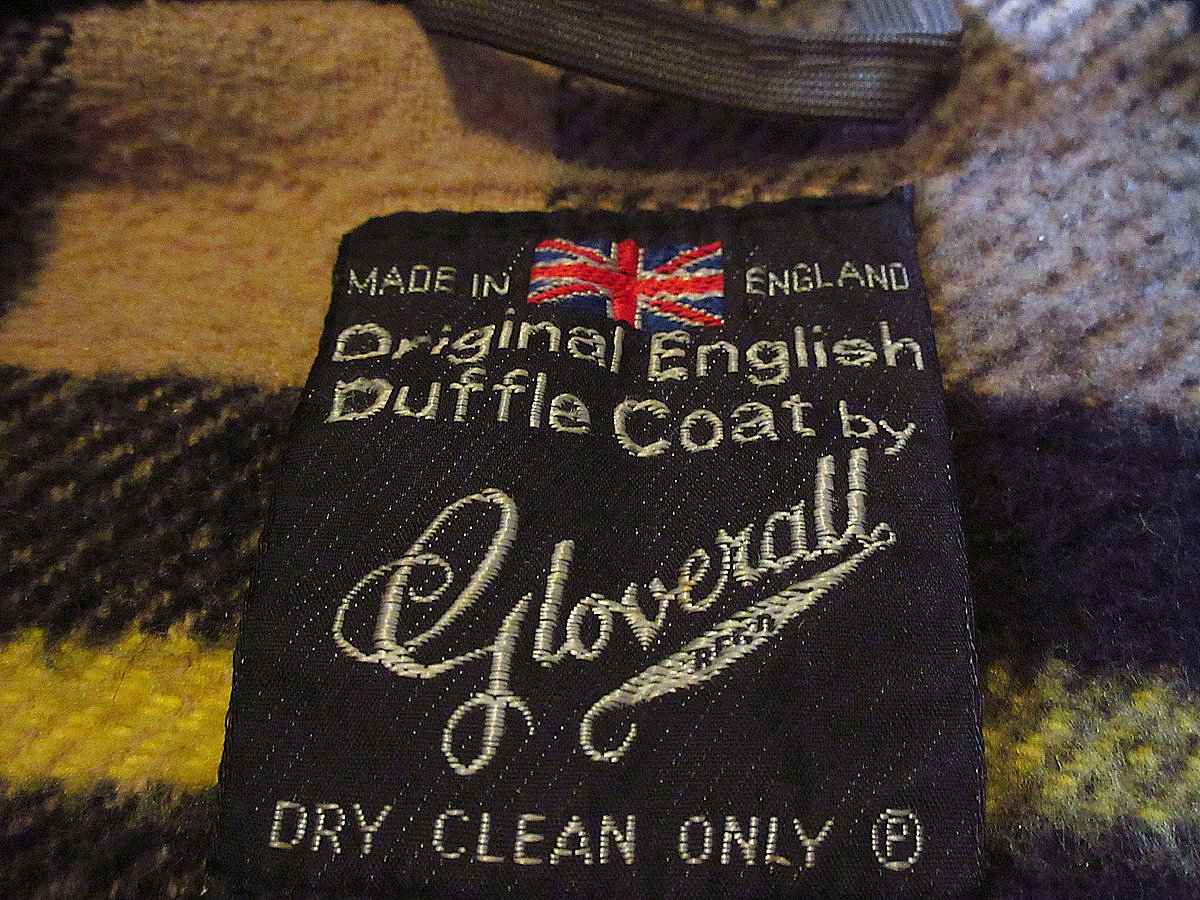 MADE IN ENGLAND
Original English
Duffle Coat by
Gloverall
DRY CLEAN ONLY Ⓟ